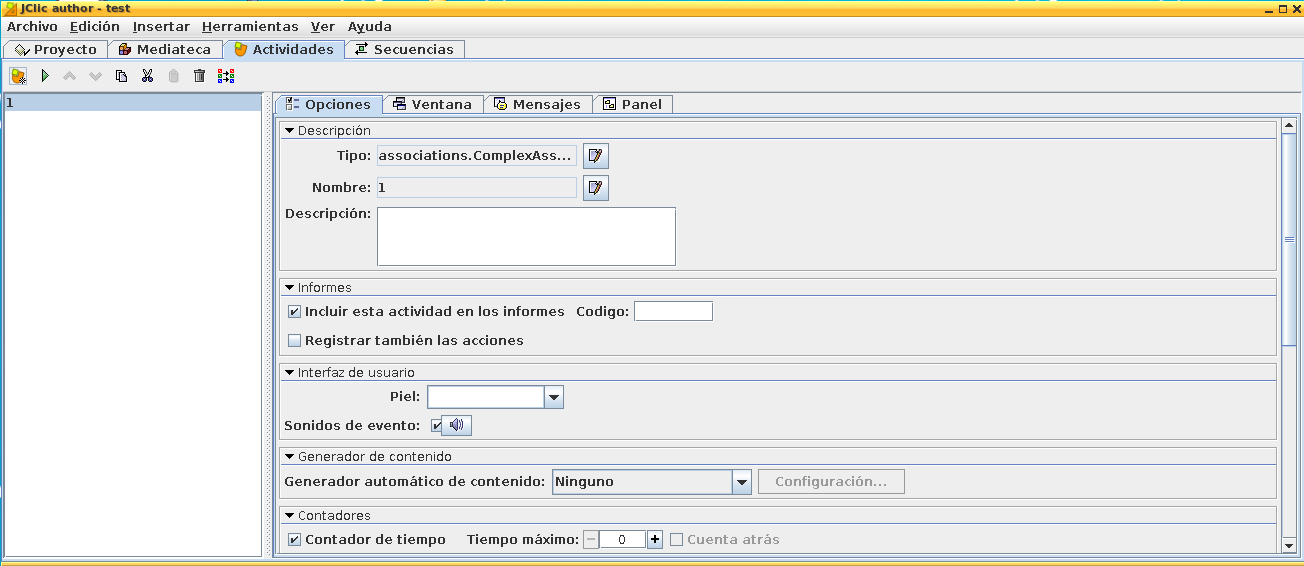 JClic author - test
Archivo Edición Insertar Herramientas Ver Ayuda
Proyecto Mediateca Actividades Secuencias
1
Opciones Ventana Mensajes Panel
Descripción
Tipo: associations.ComplexAss...
Nombre: 1
Descripción:
Informes
Incluir esta actividad en los informes Codigo:
Registrar también las acciones
Interfaz de usuario
Piel:
Sonidos de evento:
Generador de contenido
Generador automático de contenido: Ninguno Configuración...
Contadores
Contador de tiempo Tiempo máximo: 0 Cuenta atrás